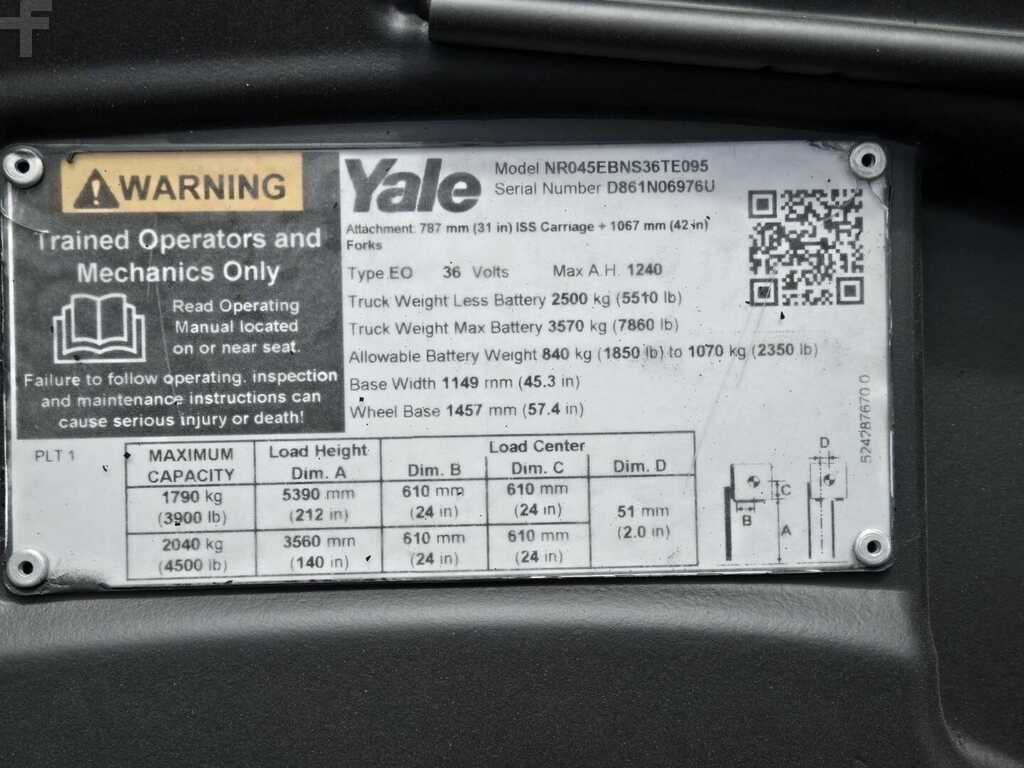 WARNING
Trained Operators and
Mechanics Only
Read Operating
Manual located
on or near seat.
Failure to follow operating, inspection
and maintenance instructions can
cause serious injury or death!
Yale
Model NR045EBNS36TE095
Serial Number D861N06976U
Attachment: 787 mm (31 in) ISS Carriage + 1067 mm (42 in)
Forks
Type EO 36 Volts Max A.H. 1240
Truck Weight Less Battery 2500 kg (5510 lb)
Truck Weight Max Battery 3570 kg (7860 lb)
Allowable Battery Weight 840 kg (1850 lb) to 1070 kg (2350 lb)
Base Width 1149 mm (45.3 in)
Wheel Base 1457 mm (57.4 in)
524287670 0
PLT 1
MAXIMUM CAPACITY Load Height Dim. A Load Center
Dim. B Dim. C Dim. D
1790 kg 5390 mm 610 mm 610 mm
(3900 lb) (212 in) (24 in) (24 in)
51 mm
(2.0 in)
2040 kg 3560 mm 610 mm 610 mm
(4500 lb) (140 in) (24 in) (24 in)
D
C
B
A